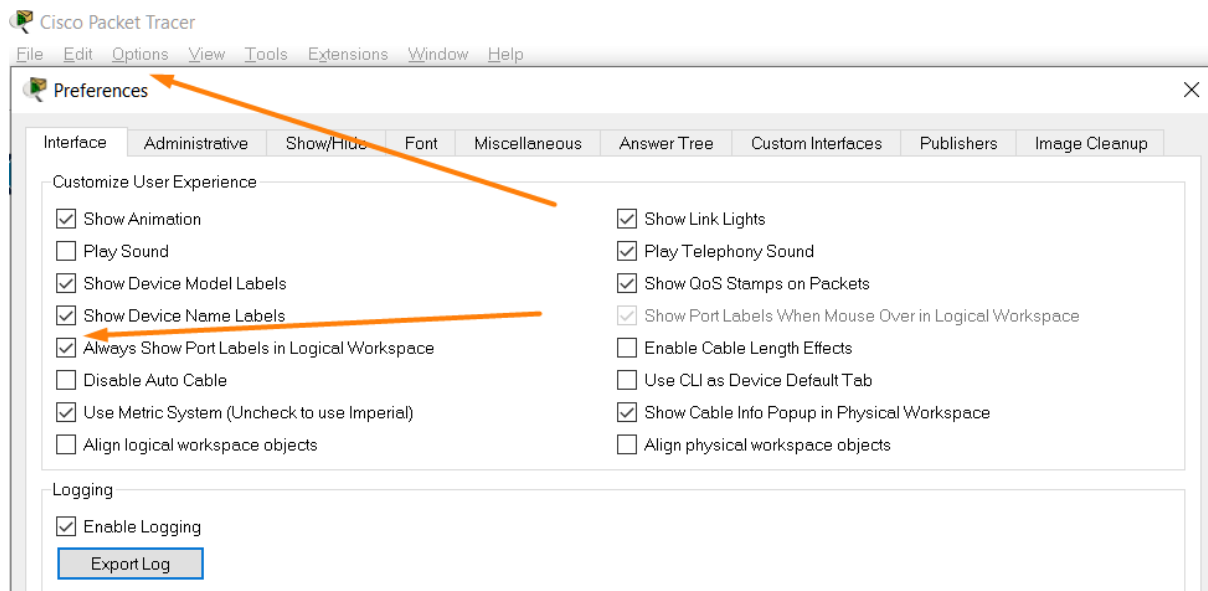 Cisco Packet Tracer
File Edit Options View Tools Extensions Window Help
Preferences
Interface Administrative Show/Hide Font Miscellaneous Answer Tree Custom Interfaces Publishers Image Cleanup
Customize User Experience
Show Animation Show Link Lights
Play Sound Play Telephony Sound
Show Device Model Labels Show QoS Stamps on Packets
Show Device Name Labels Show Port Labels When Mouse Over in Logical Workspace
Always Show Port Labels in Logical Workspace Enable Cable Length Effects
Disable Auto Cable Use CLI as Device Default Tab
Use Metric System (Uncheck to use Imperial) Show Cable Info Popup in Physical Workspace
Align logical workspace objects Align physical workspace objects
Logging
Enable Logging
Export Log